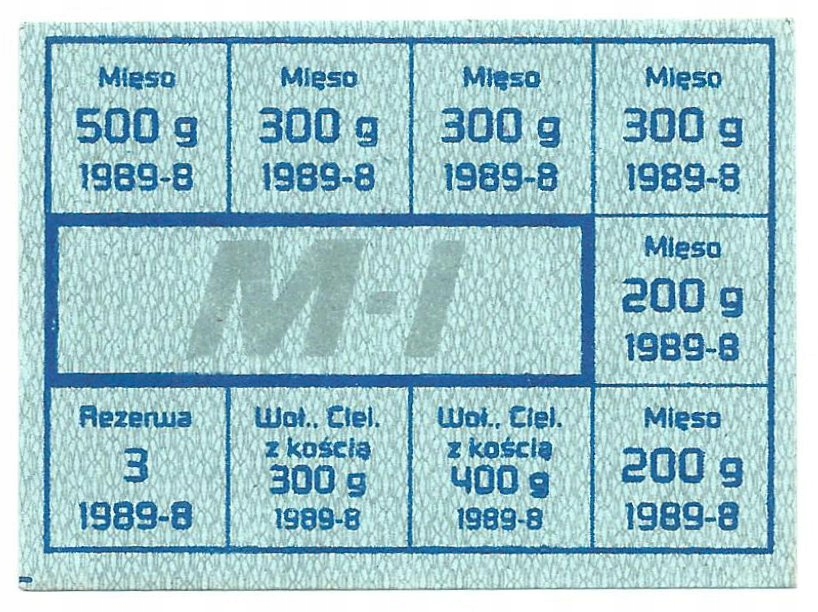 Mięso
500 g
1989-8
Mięso
300 g
1989-8
Mięso
300 g
1989-8
Mięso
300 g
1989-8
M-I
Mięso
200 g
1989-8
Rezerwa
3
1989-8
Woł.. Ciel.
z kością
300 g
1989-8
Woł.. Ciel.
z kością
400 g
1989-8
Mięso
200 g
1989-8